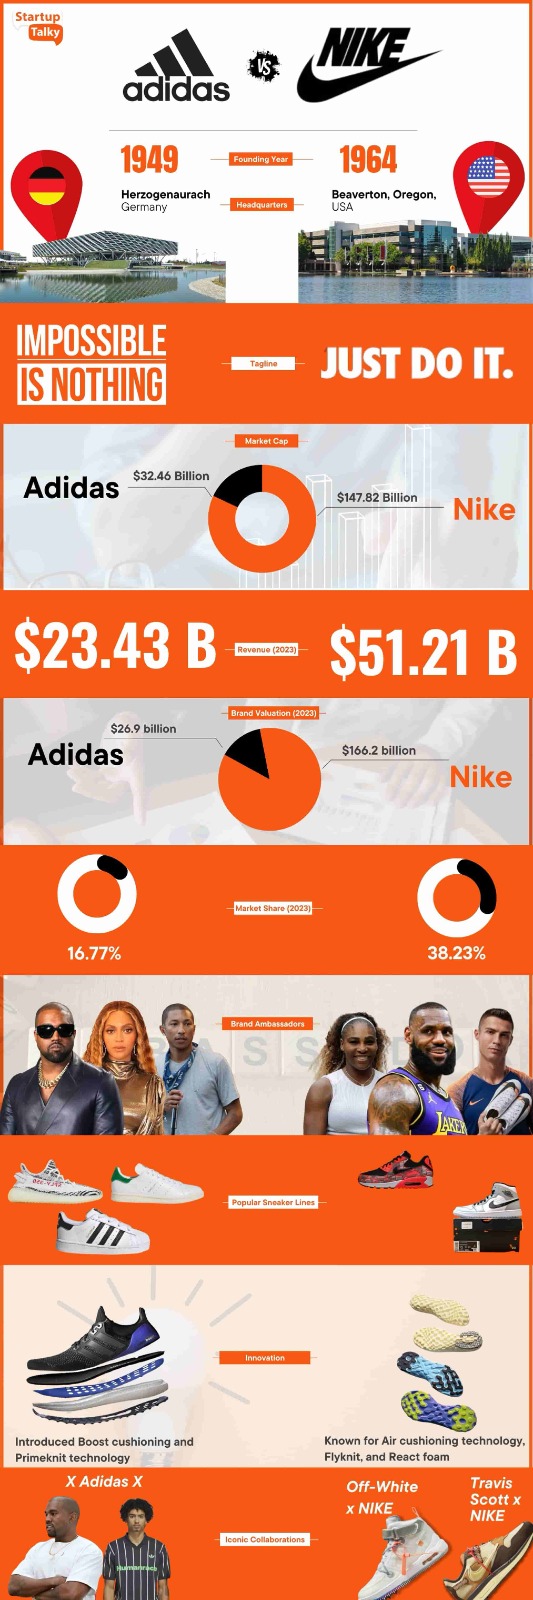 Startup
Talky
adidas
VS
NIKE
1949
Founding Year
1964
Herzogenaurach
Germany
Headquarters
Beaverton, Oregon,
USA
IMPOSSIBLE
IS NOTHING
Tagline
JUST DO IT.
Market Cap
Adidas
$32.46 Billion
$147.82 Billion
Nike
$23.43 B
Revenue (2023)
$51.21 B
Brand Valuation (2023)
$26.9 billion
Adidas
$166.2 billion
Nike
Market Share (2023)
16.77%
38.23%
Brand Ambassadors
LAKE
Popular Sneaker Lines
Innovation
Introduced Boost cushioning and
Primeknit technology
Known for Air cushioning technology,
Flyknit, and React foam
X Adidas X
Off-White
x NIKE
Travis
Scott x
NIKE
Iconic Collaborations
Humanrace